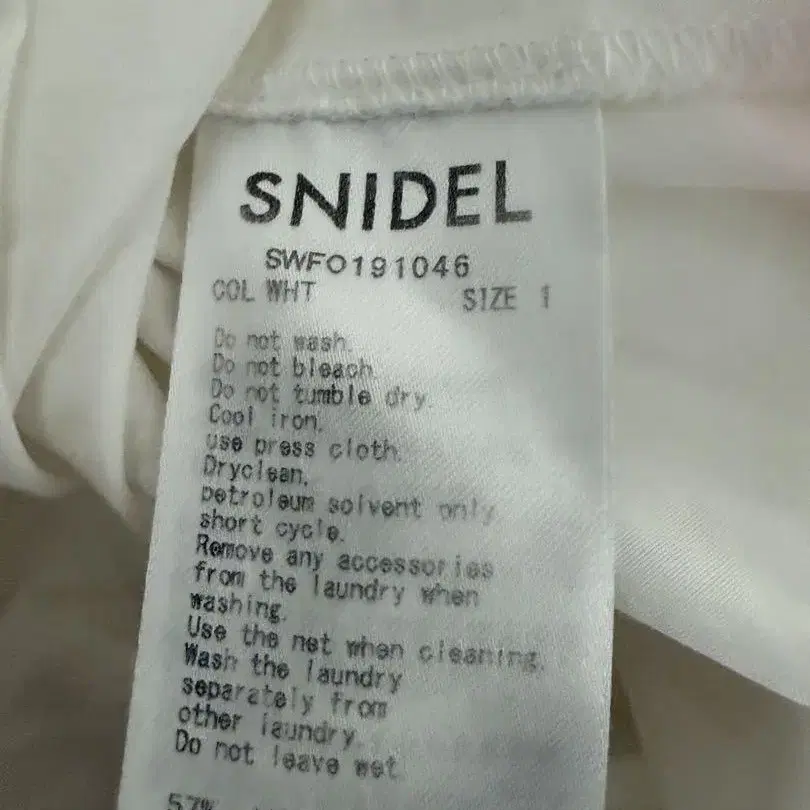 SNIDEL
SWFO191046
COL WHT SIZE 1
Do not wash.
Do not bleach.
Do not tumble dry.
Cool iron.
use press cloth.
Dryclean.
petroleum solvent only
short cycle.
Remove any accessories
from the laundry when
washing.
Use the net when cleaning.
Wash the laundry
separately from
other laundry.
Do not leave wet
57%